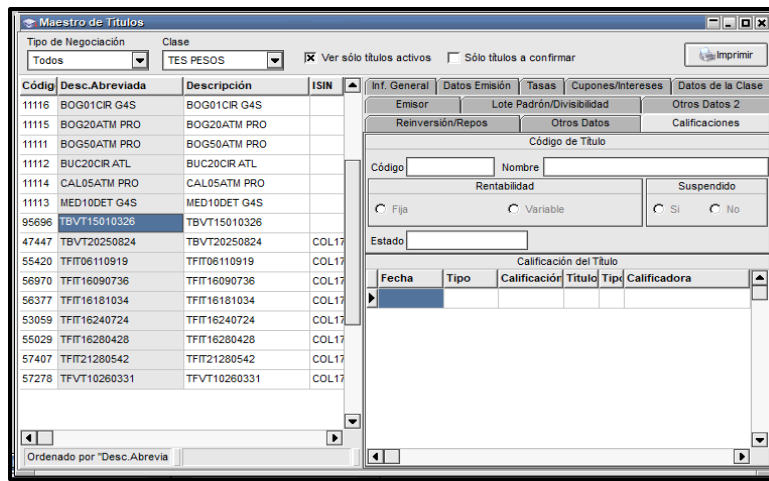 Maestro de Títulos
Tipo de Negociación Clase
Todos TES PESOS Ver sólo títulos activos Sólo títulos a confirmar Imprimir
Códig Desc.Abreviada Descripción ISIN
11116 BOG01CIR G4S BOG01CIR G4S
11115 BOG20ATM PRO BOG20ATM PRO
11111 BOG50ATM PRO BOG50ATM PRO
11112 BUC20CIR ATL BUC20CIR ATL
11114 CAL05ATM PRO CAL05ATM PRO
11113 MED10DET G4S MED10DET G4S
95696 TBVT15010326 TBVT15010326
47447 TBVT20250824 TBVT20250824 COL17
55420 TFIT06110919 TFIT06110919 COL17
56970 TFIT16090736 TFIT16090736 COL17
56377 TFIT16181034 TFIT16181034 COL17
53059 TFIT16240724 TFIT16240724 COL17
55029 TFIT16280428 TFIT16280428 COL17
57407 TFIT21280542 TFIT21280542 COL17
57278 TFVT10260331 TFVT10260331 COL17
Ordenado por "Desc.Abrevia
Inf. General Datos Emisión Tasas Cupones/Intereses Datos de la Clase
Emisor Lote Padrón/Divisibilidad Otros Datos 2
Reinversión/Repos Otros Datos Calificaciones
Código de Título
Código Nombre
Rentabilidad Suspendido
Fija Variable Si No
Estado
Calificación del Título
Fecha Tipo Calificación Título Tipo Calificadora